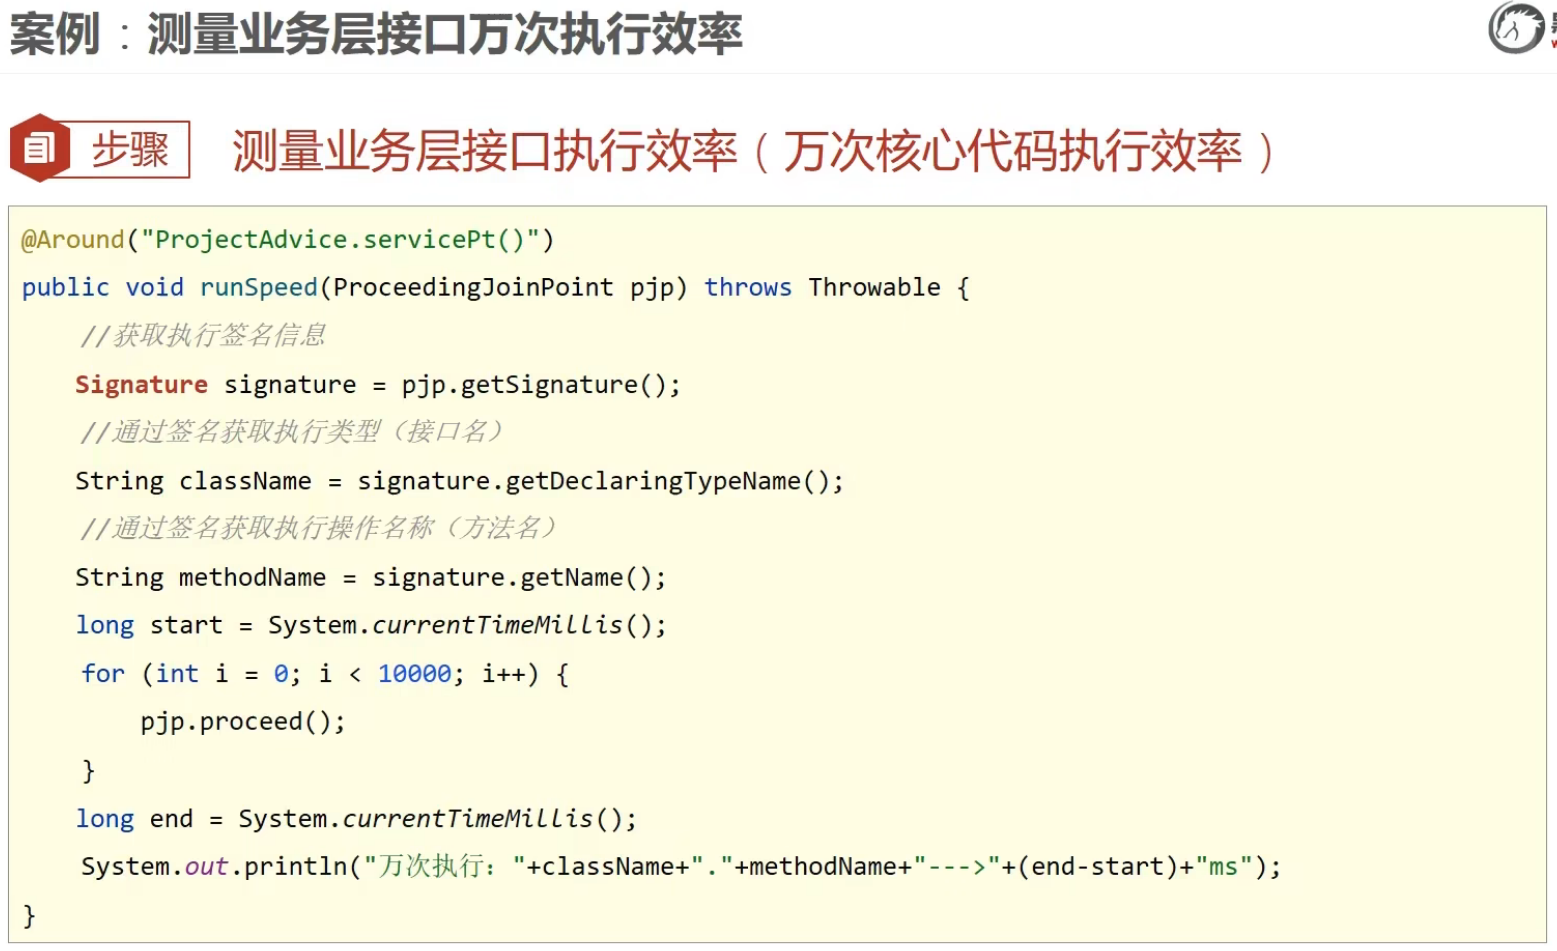 案例：测量业务层接口万次执行效率
步骤
测量业务层接口执行效率（万次核心代码执行效率）
@Around("ProjectAdvice.servicePt()")
public void runSpeed(ProceedingJoinPoint pjp) throws Throwable {
//获取执行签名信息
Signature signature = pjp.getSignature();
//通过签名获取执行类型（接口名）
String className = signature.getDeclaringTypeName();
//通过签名获取执行操作名称（方法名）
String methodName = signature.getName();
long start = System.currentTimeMillis();
for (int i = 0; i < 10000; i++) {
pjp.proceed();
}
long end = System.currentTimeMillis();
System.out.println("万次执行："+className+"."+methodName+"--->"+(end-start)+"ms");
}